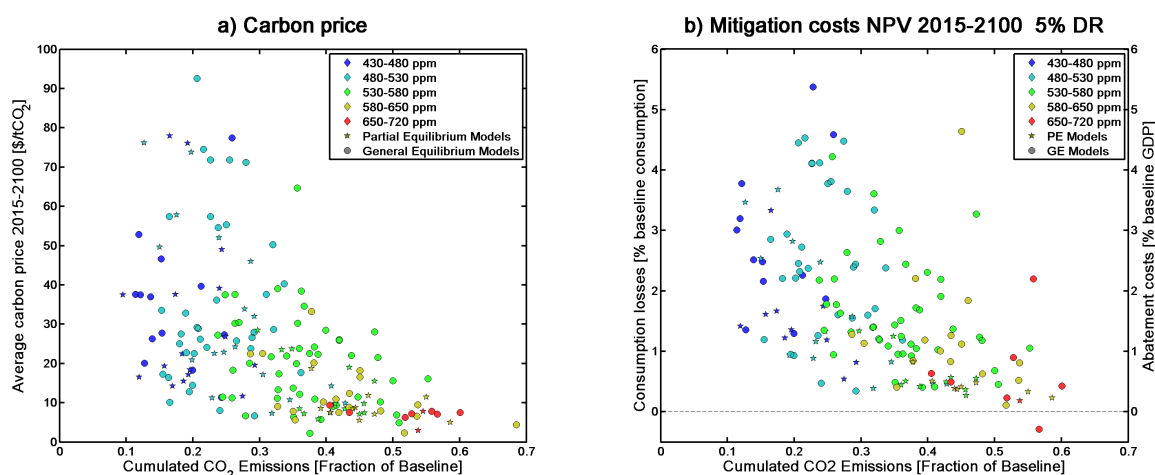 a) Carbon price
100
90
80
70
60
50
40
30
20
10
0
Average carbon price 2015-2100 [$/tCO2]
430-480 ppm
480-530 ppm
530-580 ppm
580-650 ppm
650-720 ppm
Partial Equilibrium Models
General Equilibrium Models
0 0.1 0.2 0.3 0.4 0.5 0.6 0.7
Cumulated CO2 Emissions [Fraction of Baseline]
b) Mitigation costs NPV 2015-2100 5% DR
6
5
4
3
2
1
0
Consumption losses [% baseline consumption]
430-480 ppm
480-530 ppm
530-580 ppm
580-650 ppm
650-720 ppm
PE Models
GE Models
6
5
4
3
2
1
0
Abatement costs [% baseline GDP]
0 0.1 0.2 0.3 0.4 0.5 0.6 0.7
Cumulated CO2 Emissions [Fraction of Baseline]